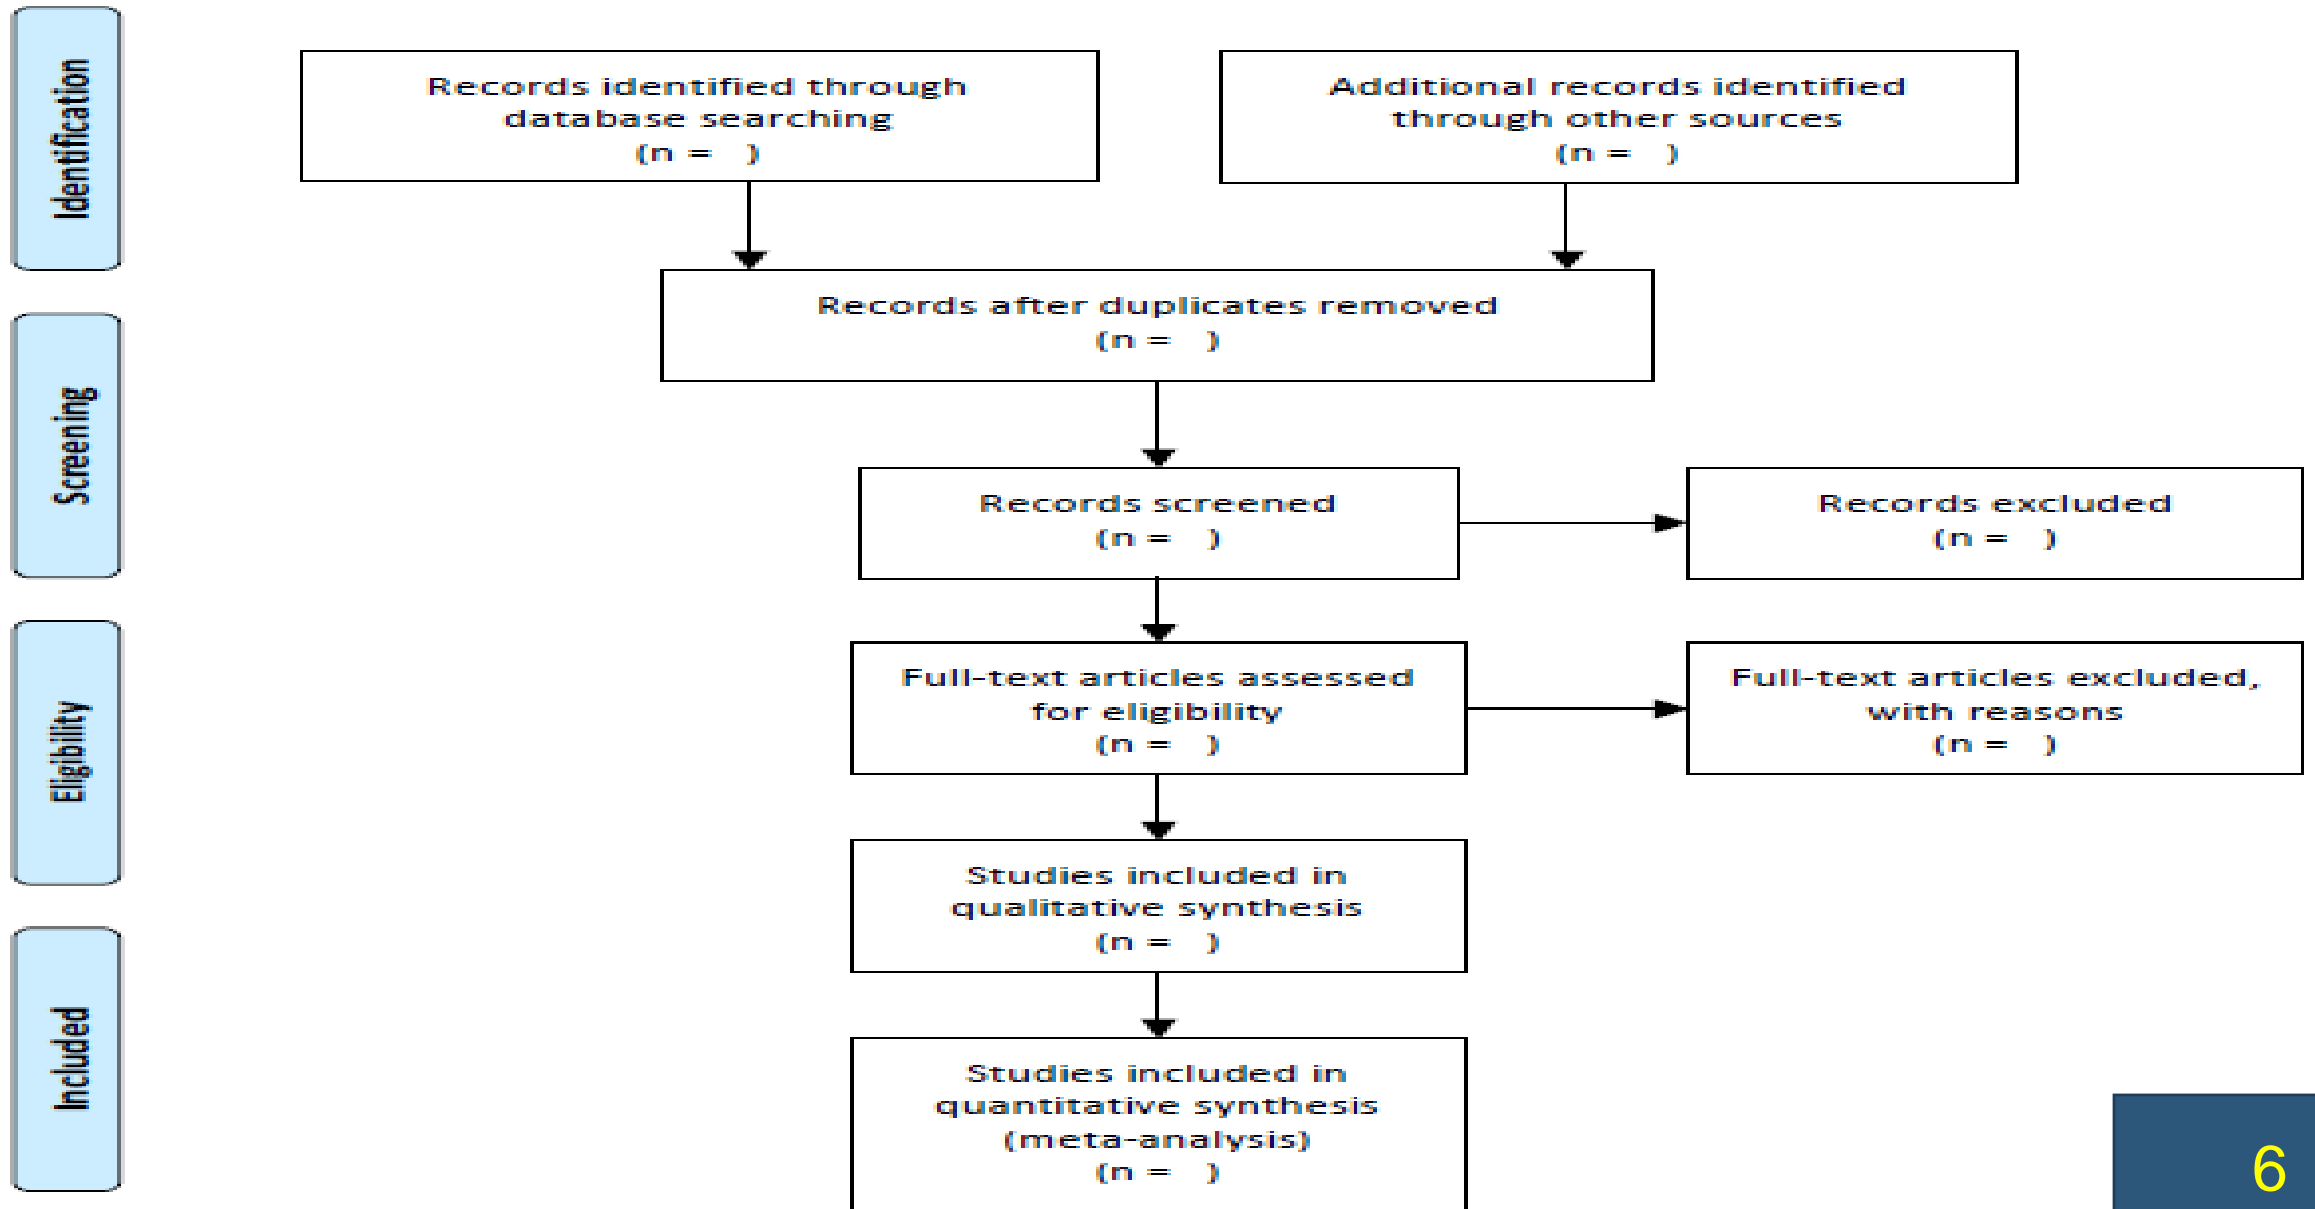 Identification
Records identified through
database searching
(n =   )
Additional records identified
through other sources
(n =   )
Records after duplicates removed
(n =   )
Screening
Records screened
(n =   )
Records excluded
(n =   )
Eligibility
Full-text articles assessed
for eligibility
(n =   )
Full-text articles excluded,
with reasons
(n =   )
Studies included in
qualitative synthesis
(n =   )
Included
Studies included in
quantitative synthesis
(meta-analysis)
(n =   )
6